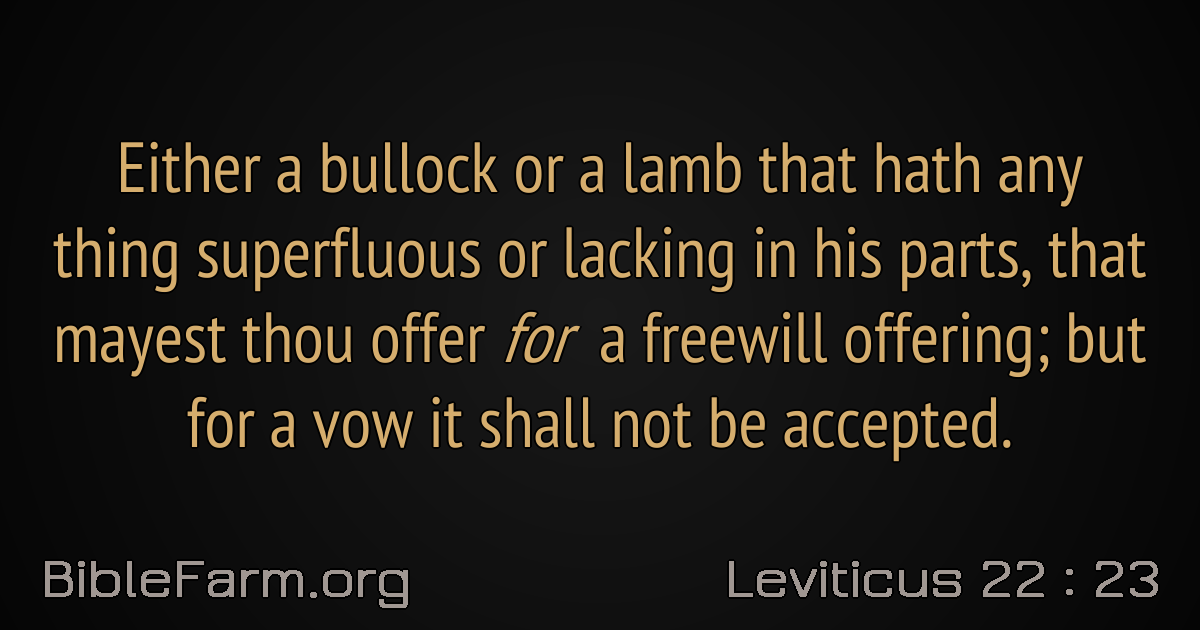 Either a bullock or a lamb that hath any
thing superfluous or lacking in his parts, that
mayest thou offer for a freewill offering; but
for a vow it shall not be accepted.
BibleFarm.org
Leviticus 22 : 23